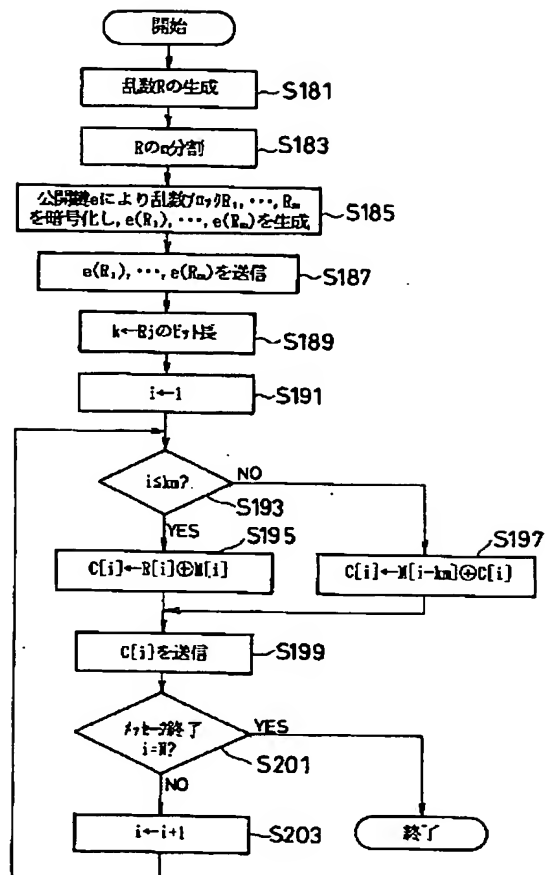 開始
乱数Rの生成
S181
Rのm分割
S183
公開鍵eにより乱数ブロックR₁,・・・,Rₘ
を暗号化し,e(R₁),・・・,e(Rₘ)を生成
S185
e(R₁),・・・,e(Rₘ)を送信
S187
k←Rjのビット長
S189
i←1
S191
i≤km?
NO
S193
YES
S195
S197
C[i]←R[i]⊕M[i]
C[i]←M[i-km]⊕C[i]
C[i]を送信
S199
メッセージ終了
YES
i=N?
S201
NO
i←i+1
S203
終了